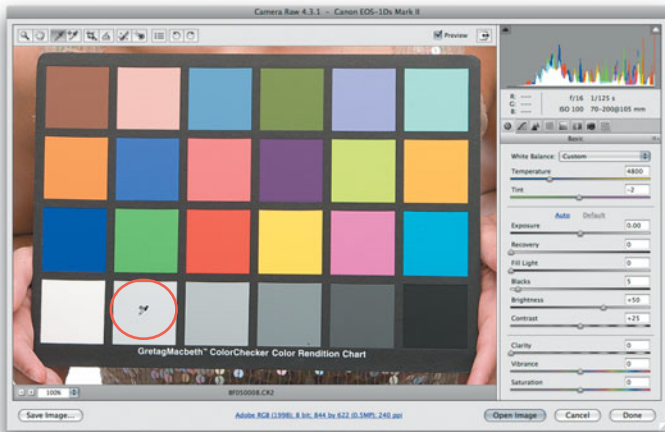 Camera Raw 4.3.1 – Canon EOS-1Ds Mark II
Preview
R: ---
G: ---
B: ---
f/16 1/125 s
ISO 100 70-200@105 mm
Basic
White Balance: Custom
Temperature 4800
Tint -2
Auto Default
Exposure 0.00
Recovery 0
Fill Light 0
Blacks 5
Brightness +50
Contrast +25
Clarity 0
Vibrance 0
Saturation 0
GretagMacbeth™ ColorChecker Color Rendition Chart
100% BF050008.CR2
Save Image... Adobe RGB (1998); 8 bit; 844 by 622 (0.5MP); 240 ppi Open Image Cancel Done